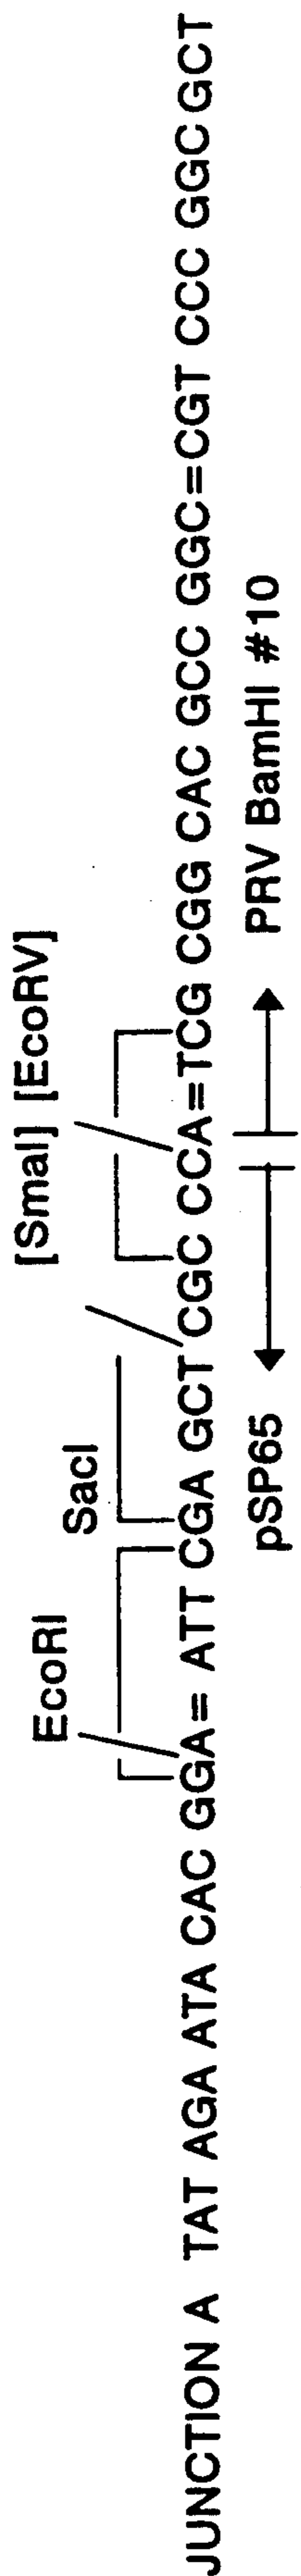 [SmaI] [EcoRV]
EcoRI SacI
JUNCTION A TAT AGA ATA CAC GGA= ATT CGA GCT CGC CCA=TCG CGG CAC GCC GGC=CGT CCC GGC GCT
pSP65 PRV BamHI #10